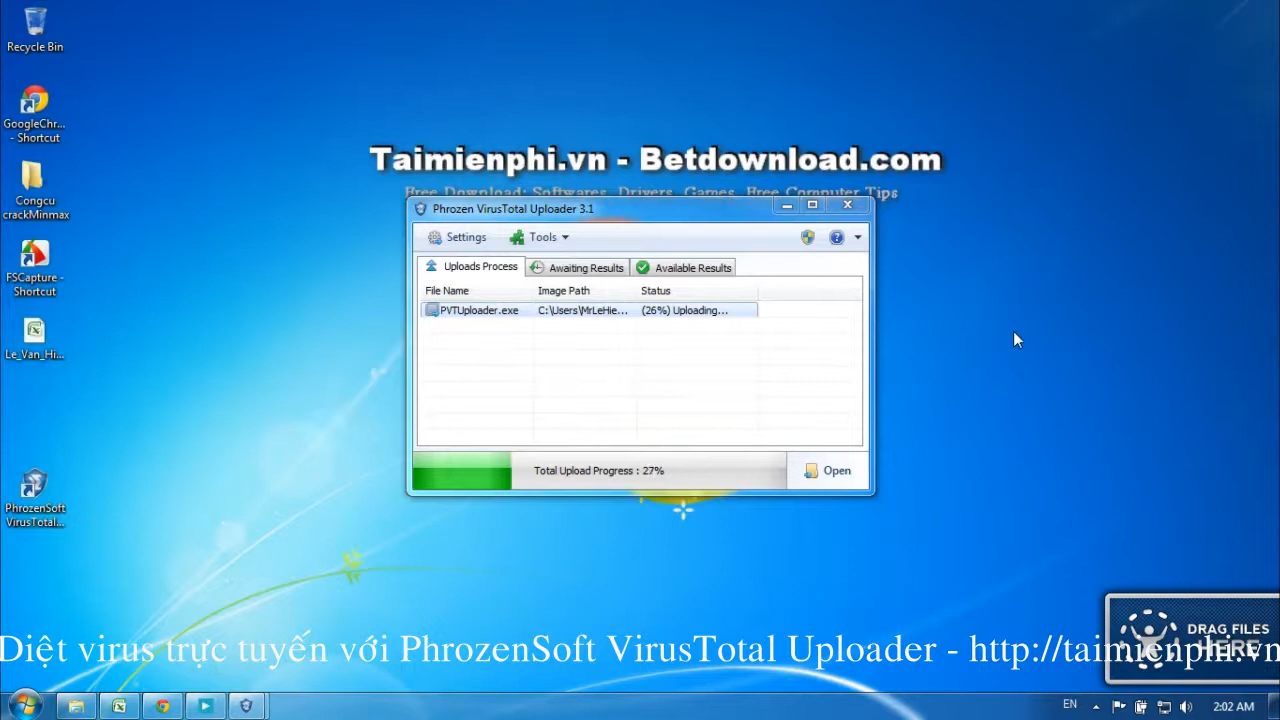 Recycle Bin
GoogleChr...
- Shortcut
Congcu
crackMinmax
FSCapture -
Shortcut
Le_Van_Hi...
PhrozenSoft
VirusTotal...
Taimienphi.vn - Betdownload.com
Free Download: Softwares, Drivers, Games, Free Computer Tips
Phrozen VirusTotal Uploader 3.1
Settings Tools
Uploads Process Awaiting Results Available Results
File Name Image Path Status
PVTUploader.exe C:\Users\MrLeHie... (26%) Uploading...
Total Upload Progress : 27% Open
DRAG FILES
HERE
Diệt virus trực tuyến với PhrozenSoft VirusTotal Uploader - http://taimienphi.vn
EN 2:02 AM